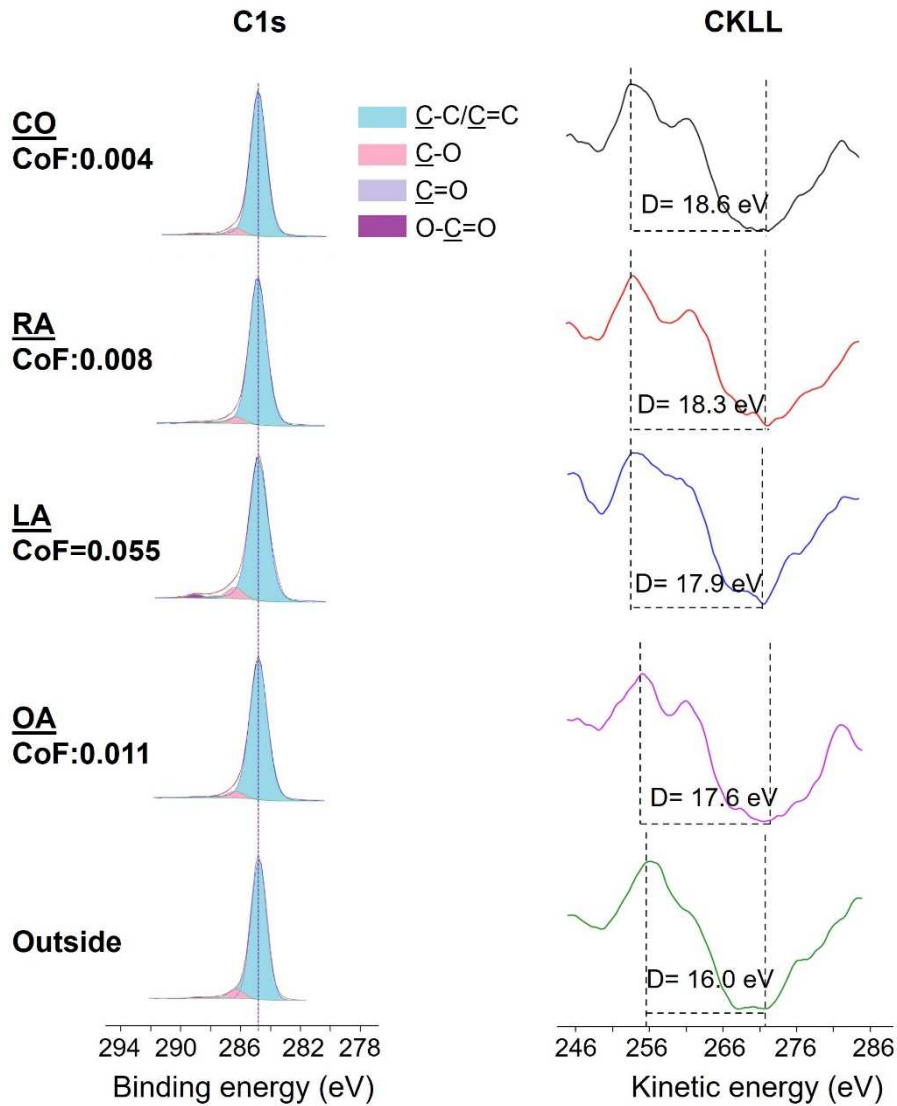 C1s
CKLL
CO
CoF:0.004
C-C/C=C
C-O
C=O
O-C=O
D= 18.6 eV
RA
CoF:0.008
D= 18.3 eV
LA
CoF=0.055
D= 17.9 eV
OA
CoF:0.011
D= 17.6 eV
Outside
D= 16.0 eV
294 290 286 282 278
Binding energy (eV)
246 256 266 276 286
Kinetic energy (eV)